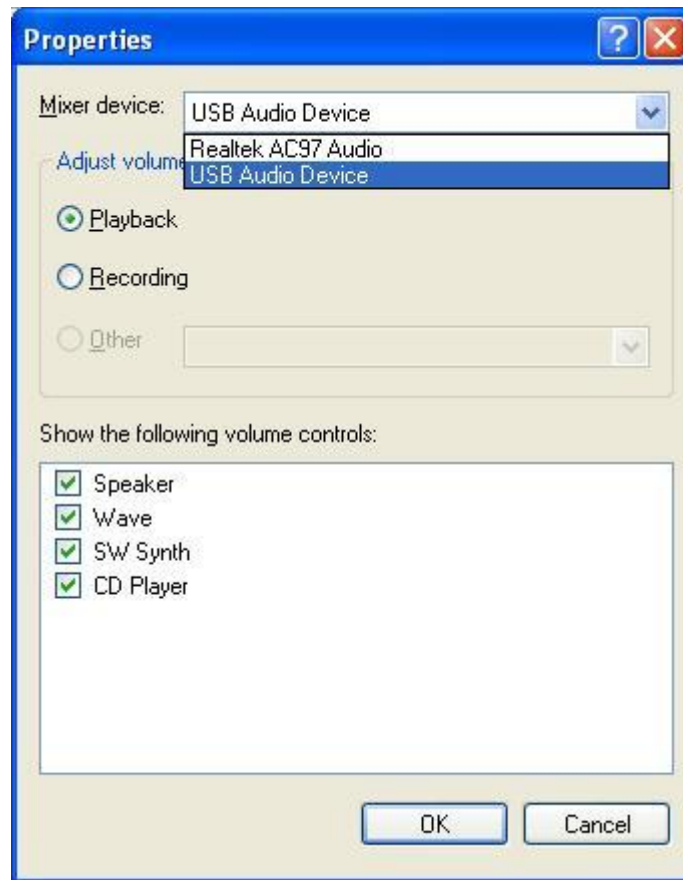 Properties
Mixer device: USB Audio Device
Realtek AC97 Audio
USB Audio Device
Adjust volume
Playback
Recording
Other
Show the following volume controls:
Speaker
Wave
SW Synth
CD Player
OK Cancel